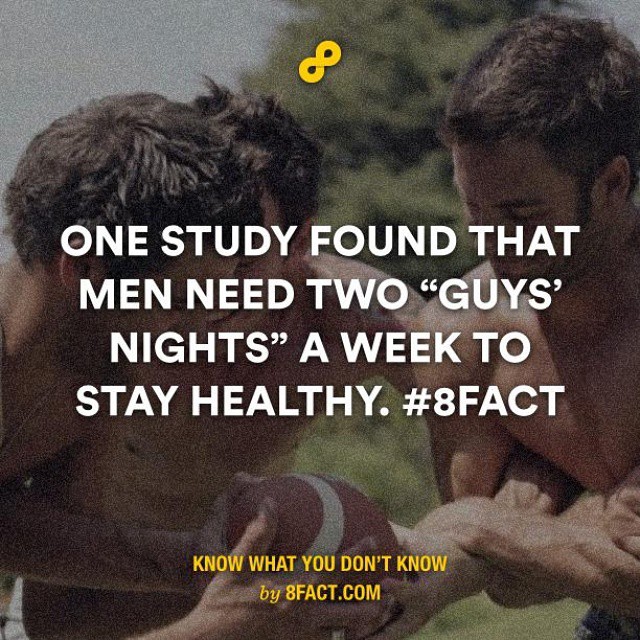 ONE STUDY FOUND THAT
MEN NEED TWO “GUYS’
NIGHTS” A WEEK TO
STAY HEALTHY. #8FACT
KNOW WHAT YOU DON’T KNOW
by 8FACT.COM